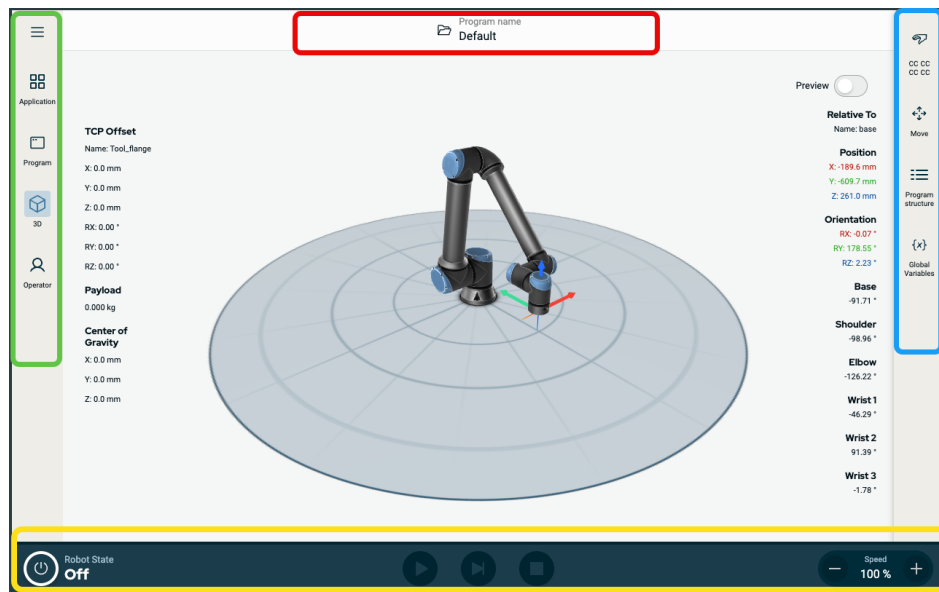 Program name
Default
Application
Program
3D
Operator
TCP Offset
Name: Tool_flange
X: 0.0 mm
Y: 0.0 mm
Z: 0.0 mm
RX: 0.00 °
RY: 0.00 °
RZ: 0.00 °
Payload
0.000 kg
Center of
Gravity
X: 0.0 mm
Y: 0.0 mm
Z: 0.0 mm
Preview
Relative To
Name: base
Position
X: -189.6 mm
Y: -609.7 mm
Z: 261.0 mm
Orientation
RX: -0.07 °
RY: 178.55 °
RZ: 2.23 °
Base
-91.71 °
Shoulder
-98.96 °
Elbow
-126.22 °
Wrist 1
-46.29 °
Wrist 2
91.39 °
Wrist 3
-1.78 °
CC CC
CC CC
Move
Program
structure
{x}
Global
Variables
Robot State
Off
Speed
100 %